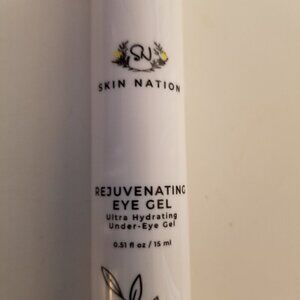 SN
SKIN NATION
REJUVENATING
EYE GEL
Ultra Hydrating
Under-Eye Gel
0.51 fl oz / 15 ml